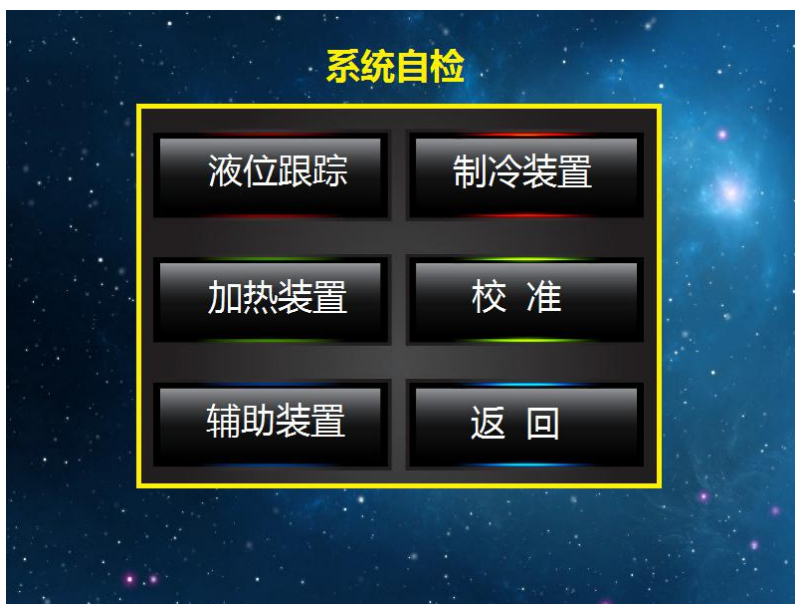 系统自检
液位跟踪
制冷装置
加热装置
校 准
辅助装置
返 回